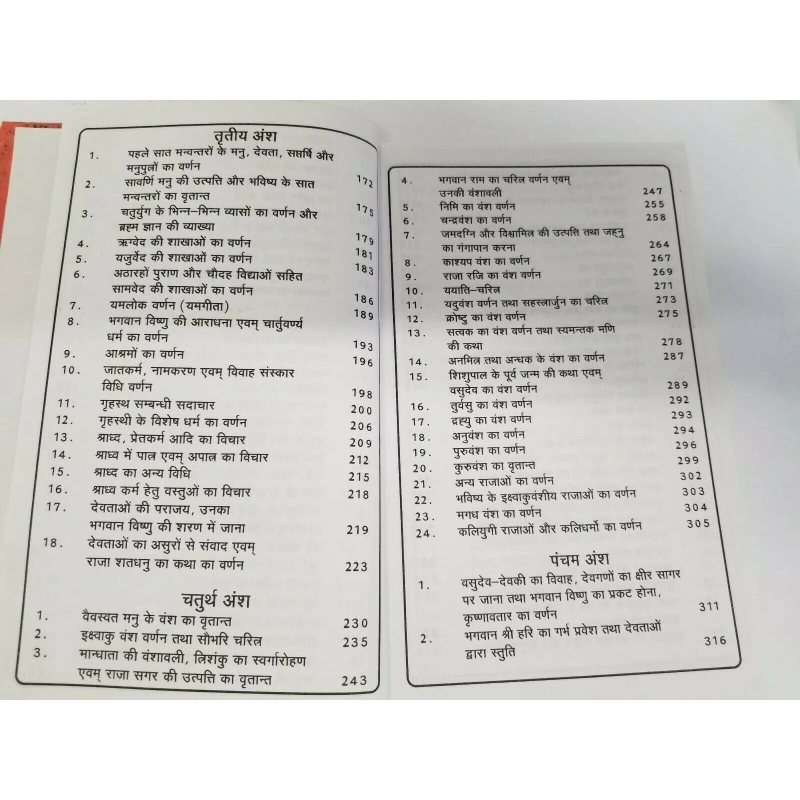 तृतीय अंश
1. पहले सात मन्वन्तरों के मनु, देवता, सप्तर्षि और
मनुपुत्रों का वर्णन 172
2. सावर्णि मनु की उत्पत्ति और भविष्य के सात
मन्वन्तरों का वृतान्त 175
3. चतुर्युग के भिन्न-भिन्न व्यासों का वर्णन और
ब्रह्म ज्ञान की व्याख्या 179
4. ऋग्वेद की शाखाओं का वर्णन 181
5. यजुर्वेद की शाखाओं का वर्णन 183
6. अठारहों पुराण और चौदह विद्याओं सहित
सामवेद की शाखाओं का वर्णन 186
7. यमलोक वर्णन (यमगीता) 189
8. भगवान विष्णु की आराधना एवम् चार्तुवर्ण्य
धर्म का वर्णन 193
9. आश्रमों का वर्णन 196
10. जातकर्म, नामकरण एवम् विवाह संस्कार
विधि वर्णन 198
11. गृहस्थ सम्बन्धी सदाचार 200
12. गृहस्थी के विशेष धर्म का वर्णन 206
13. श्राध्द, प्रेतकर्म आदि का विचार 209
14. श्राध्द में पात्र एवम् अपात्र का विचार 212
15. श्राध्द का अन्य विधि 215
16. श्राध्द कर्म हेतु वस्तुओं का विचार 218
17. देवताओं की पराजय, उनका
भगवान विष्णु की शरण में जाना 219
18. देवताओं का असुरों से संवाद एवम्
राजा शतधनु का कथा का वर्णन 223
चतुर्थ अंश
1. वैवस्वत मनु के वंश का वृतान्त 230
2. इक्ष्वाकु वंश वर्णन तथा सौभरि चरित्र 235
3. मान्धाता की वंशावली, त्रिशंकु का स्वर्गारोहण
एवम् राजा सगर की उत्पत्ति का वृतान्त 243
4. भगवान राम का चरित्र वर्णन एवम्
उनकी वंशावली 247
5. निमि का वंश वर्णन 255
6. चन्द्रवंश का वर्णन 258
7. जमदग्नि और विश्वामित्र की उत्पत्ति तथा जह्नु
का गंगापान करना 264
8. काश्यप वंश का वर्णन 267
9. राजा रजि का वंश वर्णन 269
10. ययाति-चरित्र 271
11. यदुवंश वर्णन तथा सहस्त्रार्जुन का चरित्र 273
12. क्रोष्टु का वंश वर्णन 275
13. सत्वक का वंश वर्णन तथा स्यमन्तक मणि
की कथा 278
14. अनमित्र तथा अन्धक के वंश का वर्णन 287
15. शिशुपाल के पूर्व जन्म की कथा एवम्
वसुदेव का वंश वर्णन 289
16. तुर्वसु का वंश वर्णन 292
17. द्रह्यु का वंश वर्णन 293
18. अनुवंश का वर्णन 294
19. पुरुवंश का वर्णन 296
20. कुरुवंश का वृतान्त 299
21. अन्य राजाओं का वर्णन 302
22. भविष्य के इक्ष्वाकुवंशीय राजाओं का वर्णन 303
23. मगध वंश का वर्णन 304
24. कलियुगी राजाओं और कलिधर्मो का वर्णन 305
पंचम अंश
1. वसुदेव-देवकी का विवाह, देवगणों का क्षीर सागर
पर जाना तथा भगवान विष्णु का प्रकट होना,
कृष्णावतार का वर्णन 311
2. भगवान श्री हरि का गर्भ प्रवेश तथा देवताओं
द्वारा स्तुति 316